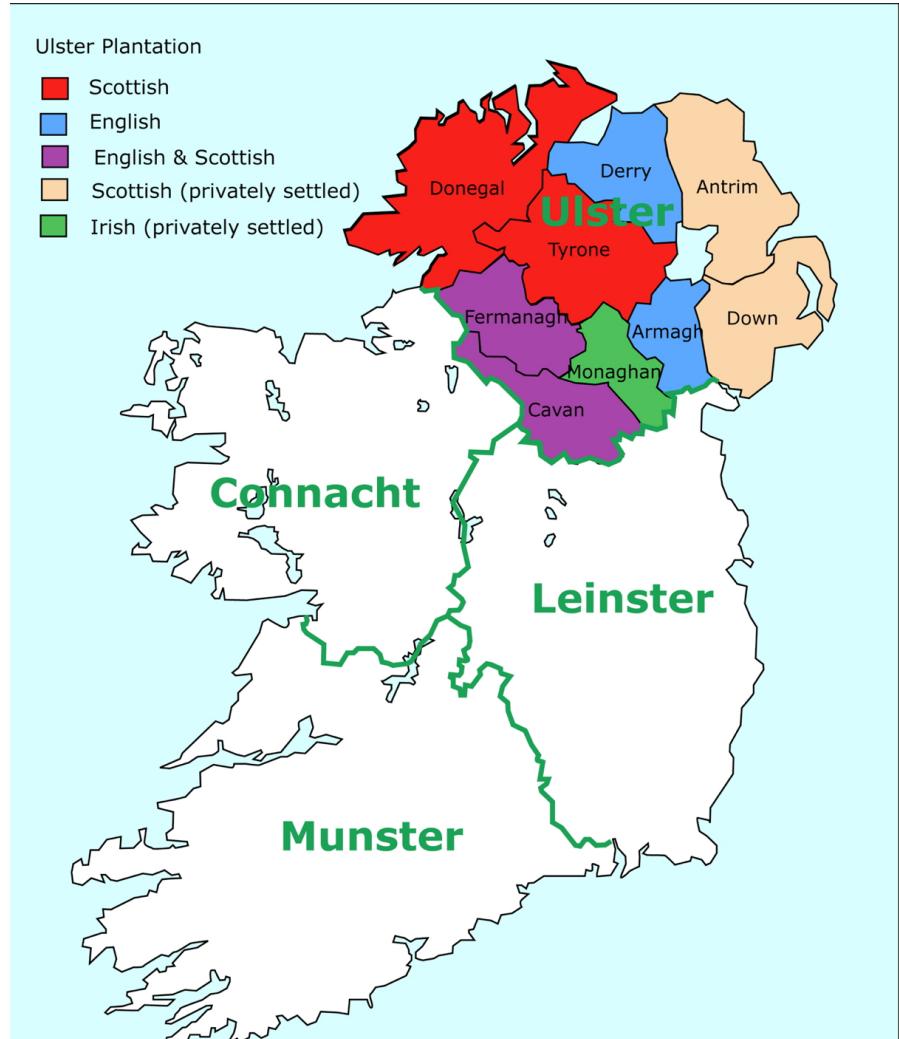 Ulster Plantation
Scottish
English
English & Scottish
Scottish (privately settled)
Irish (privately settled)
Derry
Donegal
Antrim
Ulster
Tyrone
Fermanagh
Down
Armagh
Monaghan
Cavan
Connacht
Leinster
Munster